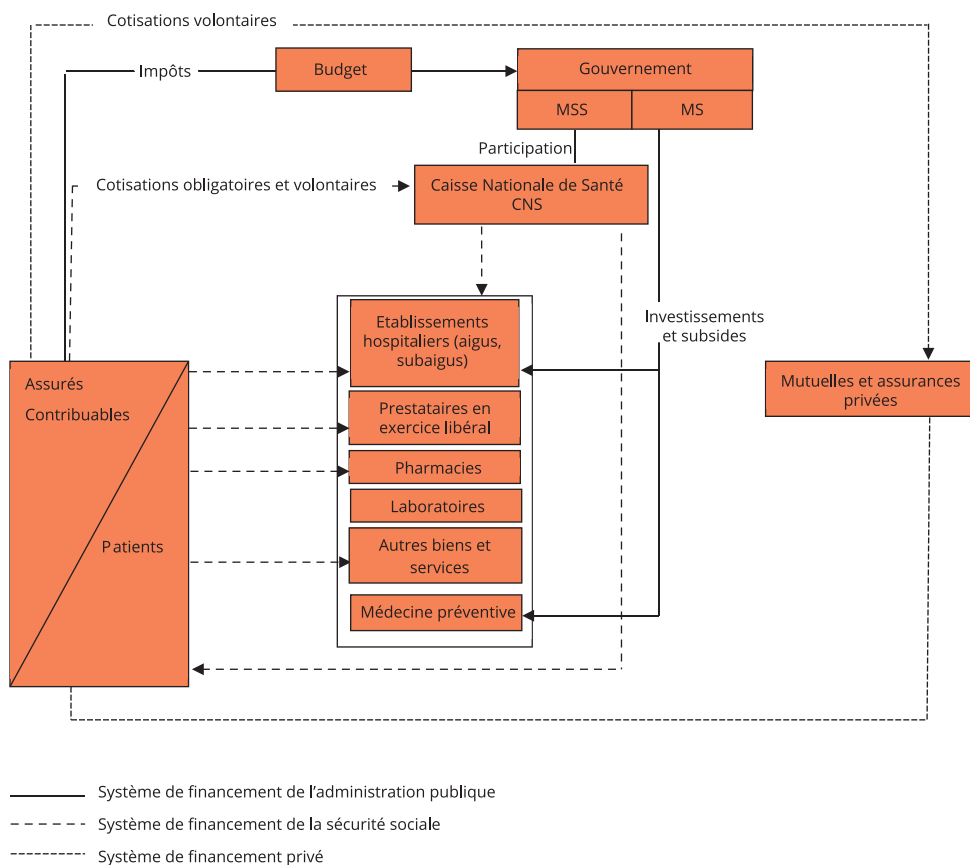 Cotisations volontaires
Impôts
Budget
Gouvernement
MSS
MS
Participation
Cotisations obligatoires et volontaires
Caisse Nationale de Santé
CNS
Etablissements
hospitaliers (aigus,
subaigus)
Investissements
et subsides
Assurés
Contribuables
Patients
Mutuelles et assurances
privées
Prestataires en
exercice libéral
Pharmacies
Laboratoires
Autres biens et
services
Médecine préventive
Système de financement de l’administration publique
Système de financement de la sécurité sociale
Système de financement privé